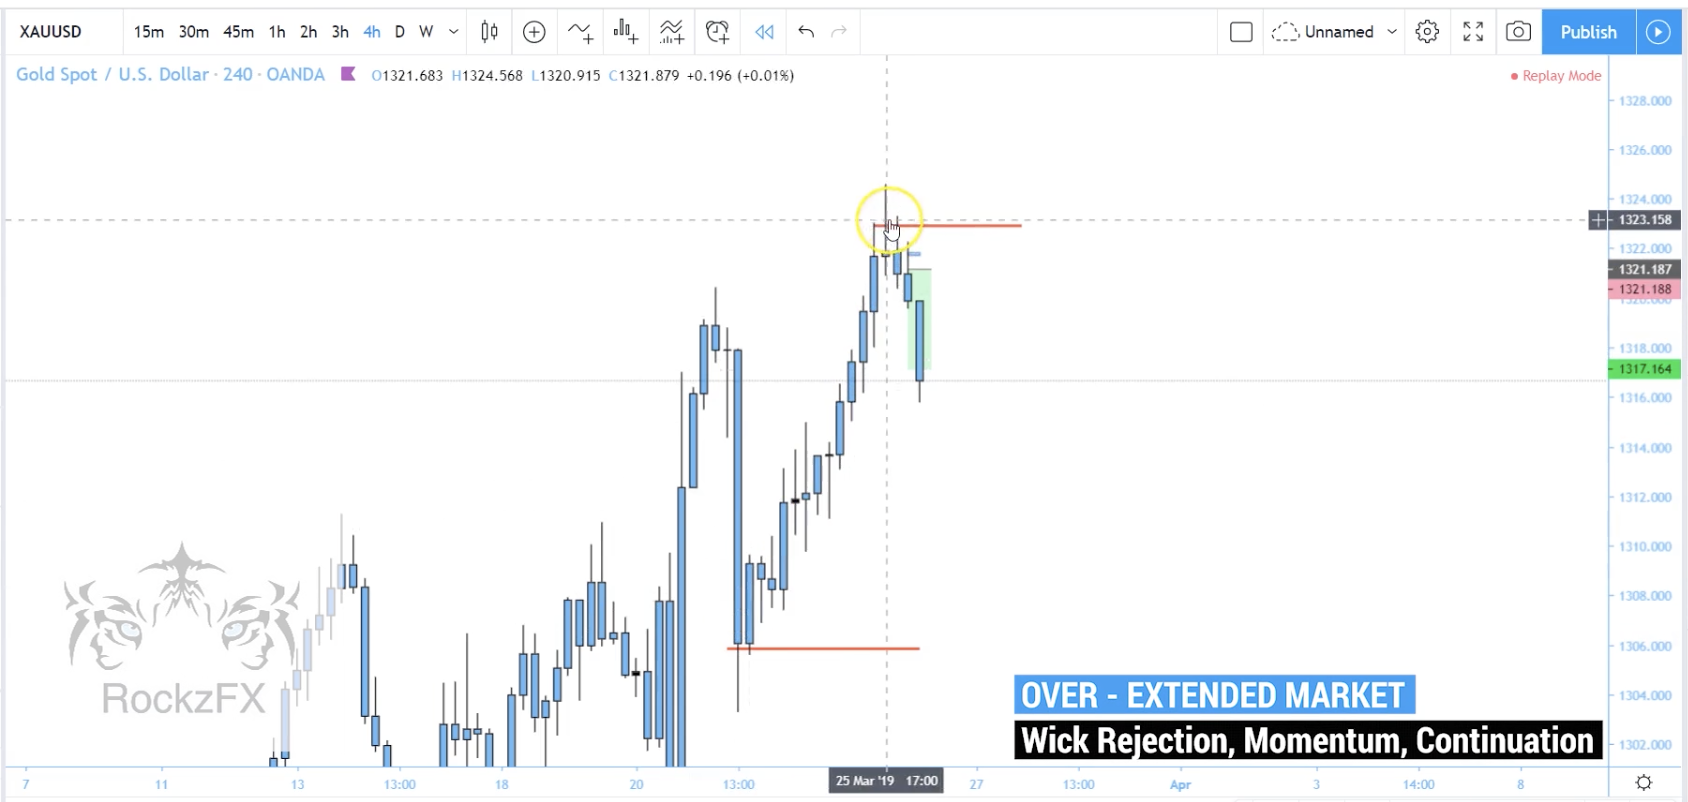 XAUUSD 15m 30m 45m 1h 2h 3h 4h D W Unnamed Publish
Gold Spot / U.S. Dollar · 240 · OANDA O1321.683 H1324.568 L1320.915 C1321.879 +0.196 (+0.01%)
Replay Mode
1328.000
1326.000
1324.000
1323.158
1322.000
1321.187
1321.188
1320.000
1318.000
1317.164
1316.000
1314.000
1312.000
1310.000
1308.000
1306.000
1304.000
1302.000
RockzFX
OVER - EXTENDED MARKET
Wick Rejection, Momentum, Continuation
7 11 13 13:00 18 20 13:00 25 Mar '19 17:00 27 13:00 Apr 3 14:00 8